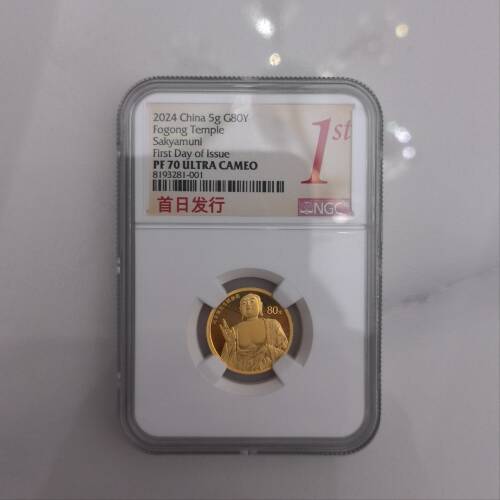 2024 China 5g G80Y
Fogong Temple
Sakyamuni
First Day of Issue
PF 70 ULTRA CAMEO
8193281-001
首日发行
1st
NGC
80元